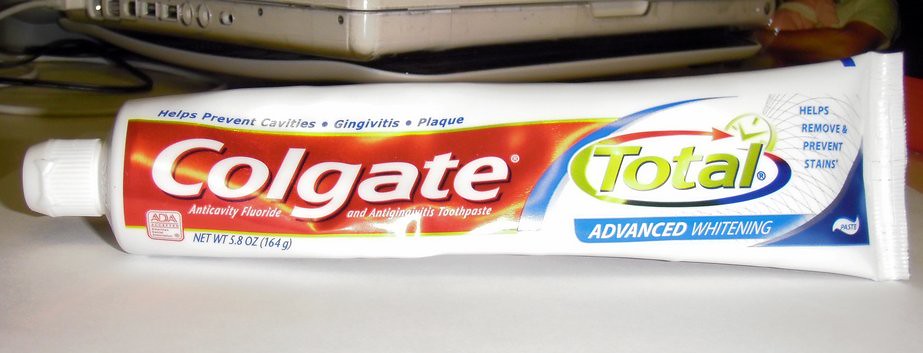 Helps Prevent Cavities • Gingivitis • Plaque
Colgate®
Anticavity Fluoride and Antigingivitis Toothpaste
ADA
NET WT 5.8 OZ (164 g)
Total®
ADVANCED WHITENING
HELPS
REMOVE &
PREVENT
STAINS*
PASTE